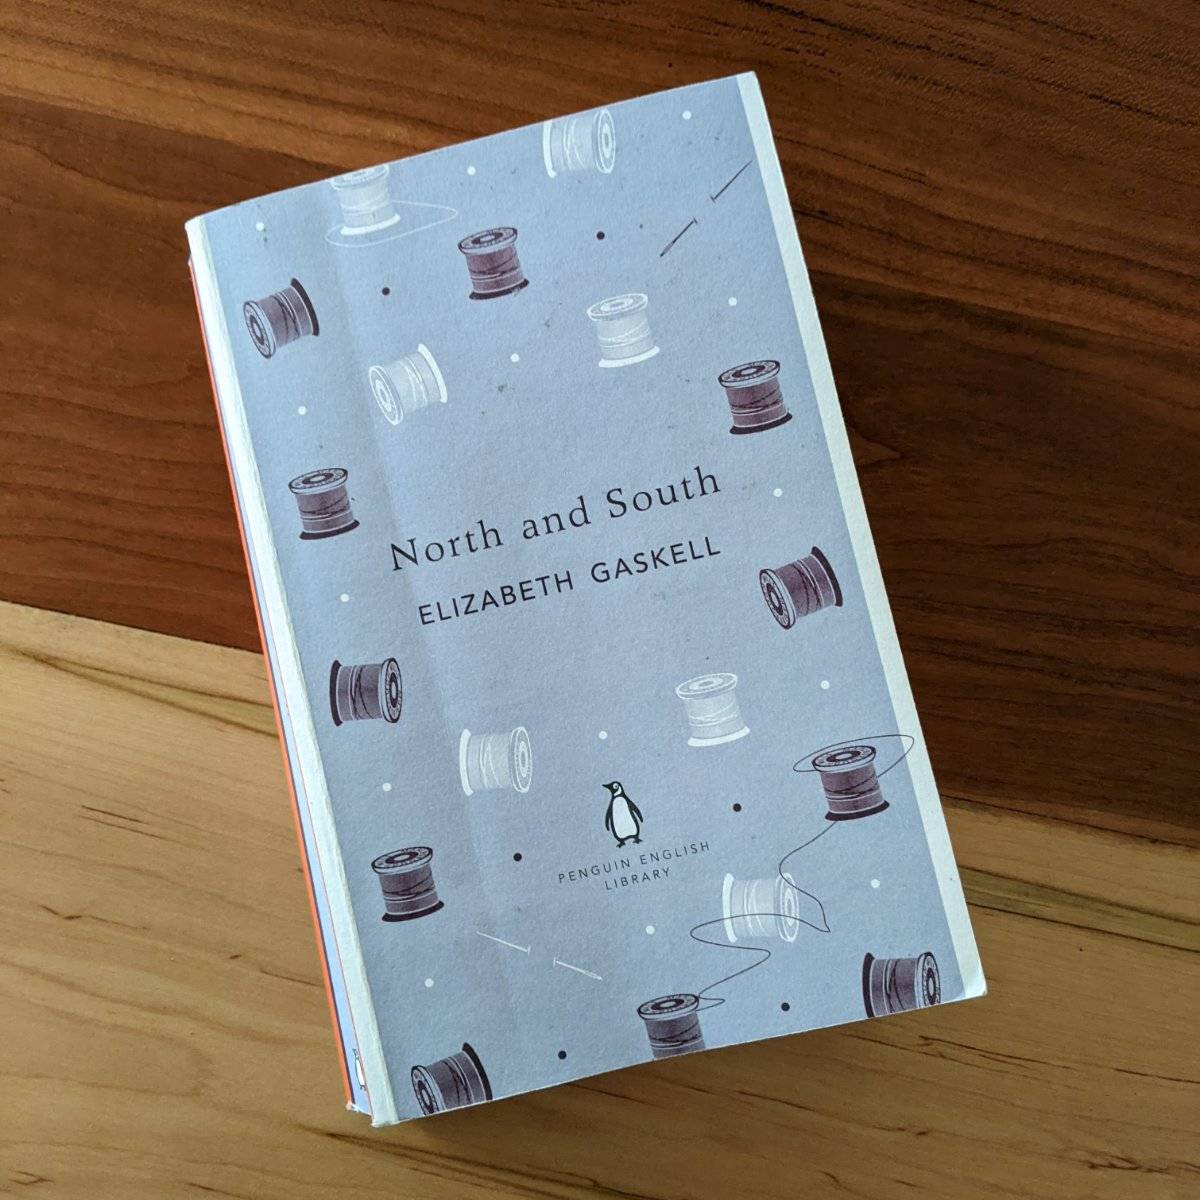 North and South
ELIZABETH GASKELL
PENGUIN ENGLISH
LIBRARY